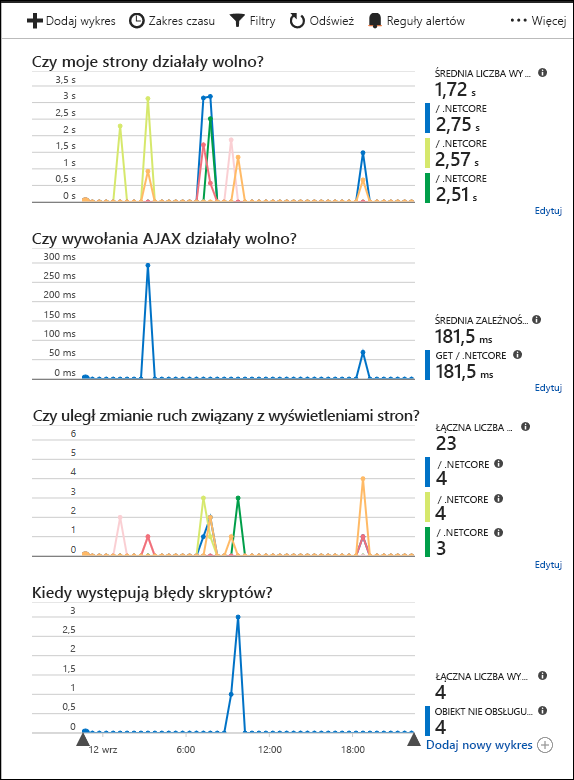 Dodaj wykres Zakres czasu Filtry Odśwież Reguły alertów ••• Więcej
Czy moje strony działały wolno?
3,5 s
3 s
2,5 s
2 s
1,5 s
1 s
0,5 s
0 s
ŚREDNIA LICZBA WY...
1,72 s
/ .NETCORE
2,75 s
/ .NETCORE
2,57 s
/ .NETCORE
2,51 s
Edytuj
Czy wywołania AJAX działały wolno?
300 ms
250 ms
200 ms
150 ms
100 ms
50 ms
0 ms
ŚREDNIA ZALEŻNOŚ...
181,5 ms
GET / .NETCORE
181,5 ms
Edytuj
Czy uległ zmianie ruch związany z wyświetleniami stron?
6
5
4
3
2
1
0
ŁĄCZNA LICZBA ...
23
/ .NETCORE
4
/ .NETCORE
4
/ .NETCORE
3
Edytuj
Kiedy występują błędy skryptów?
3
2,5
2
1,5
1
0,5
0
ŁĄCZNA LICZBA WY...
4
OBIEKT NIE OBSŁUGU...
4
12 wrz 6:00 12:00 18:00
Dodaj nowy wykres